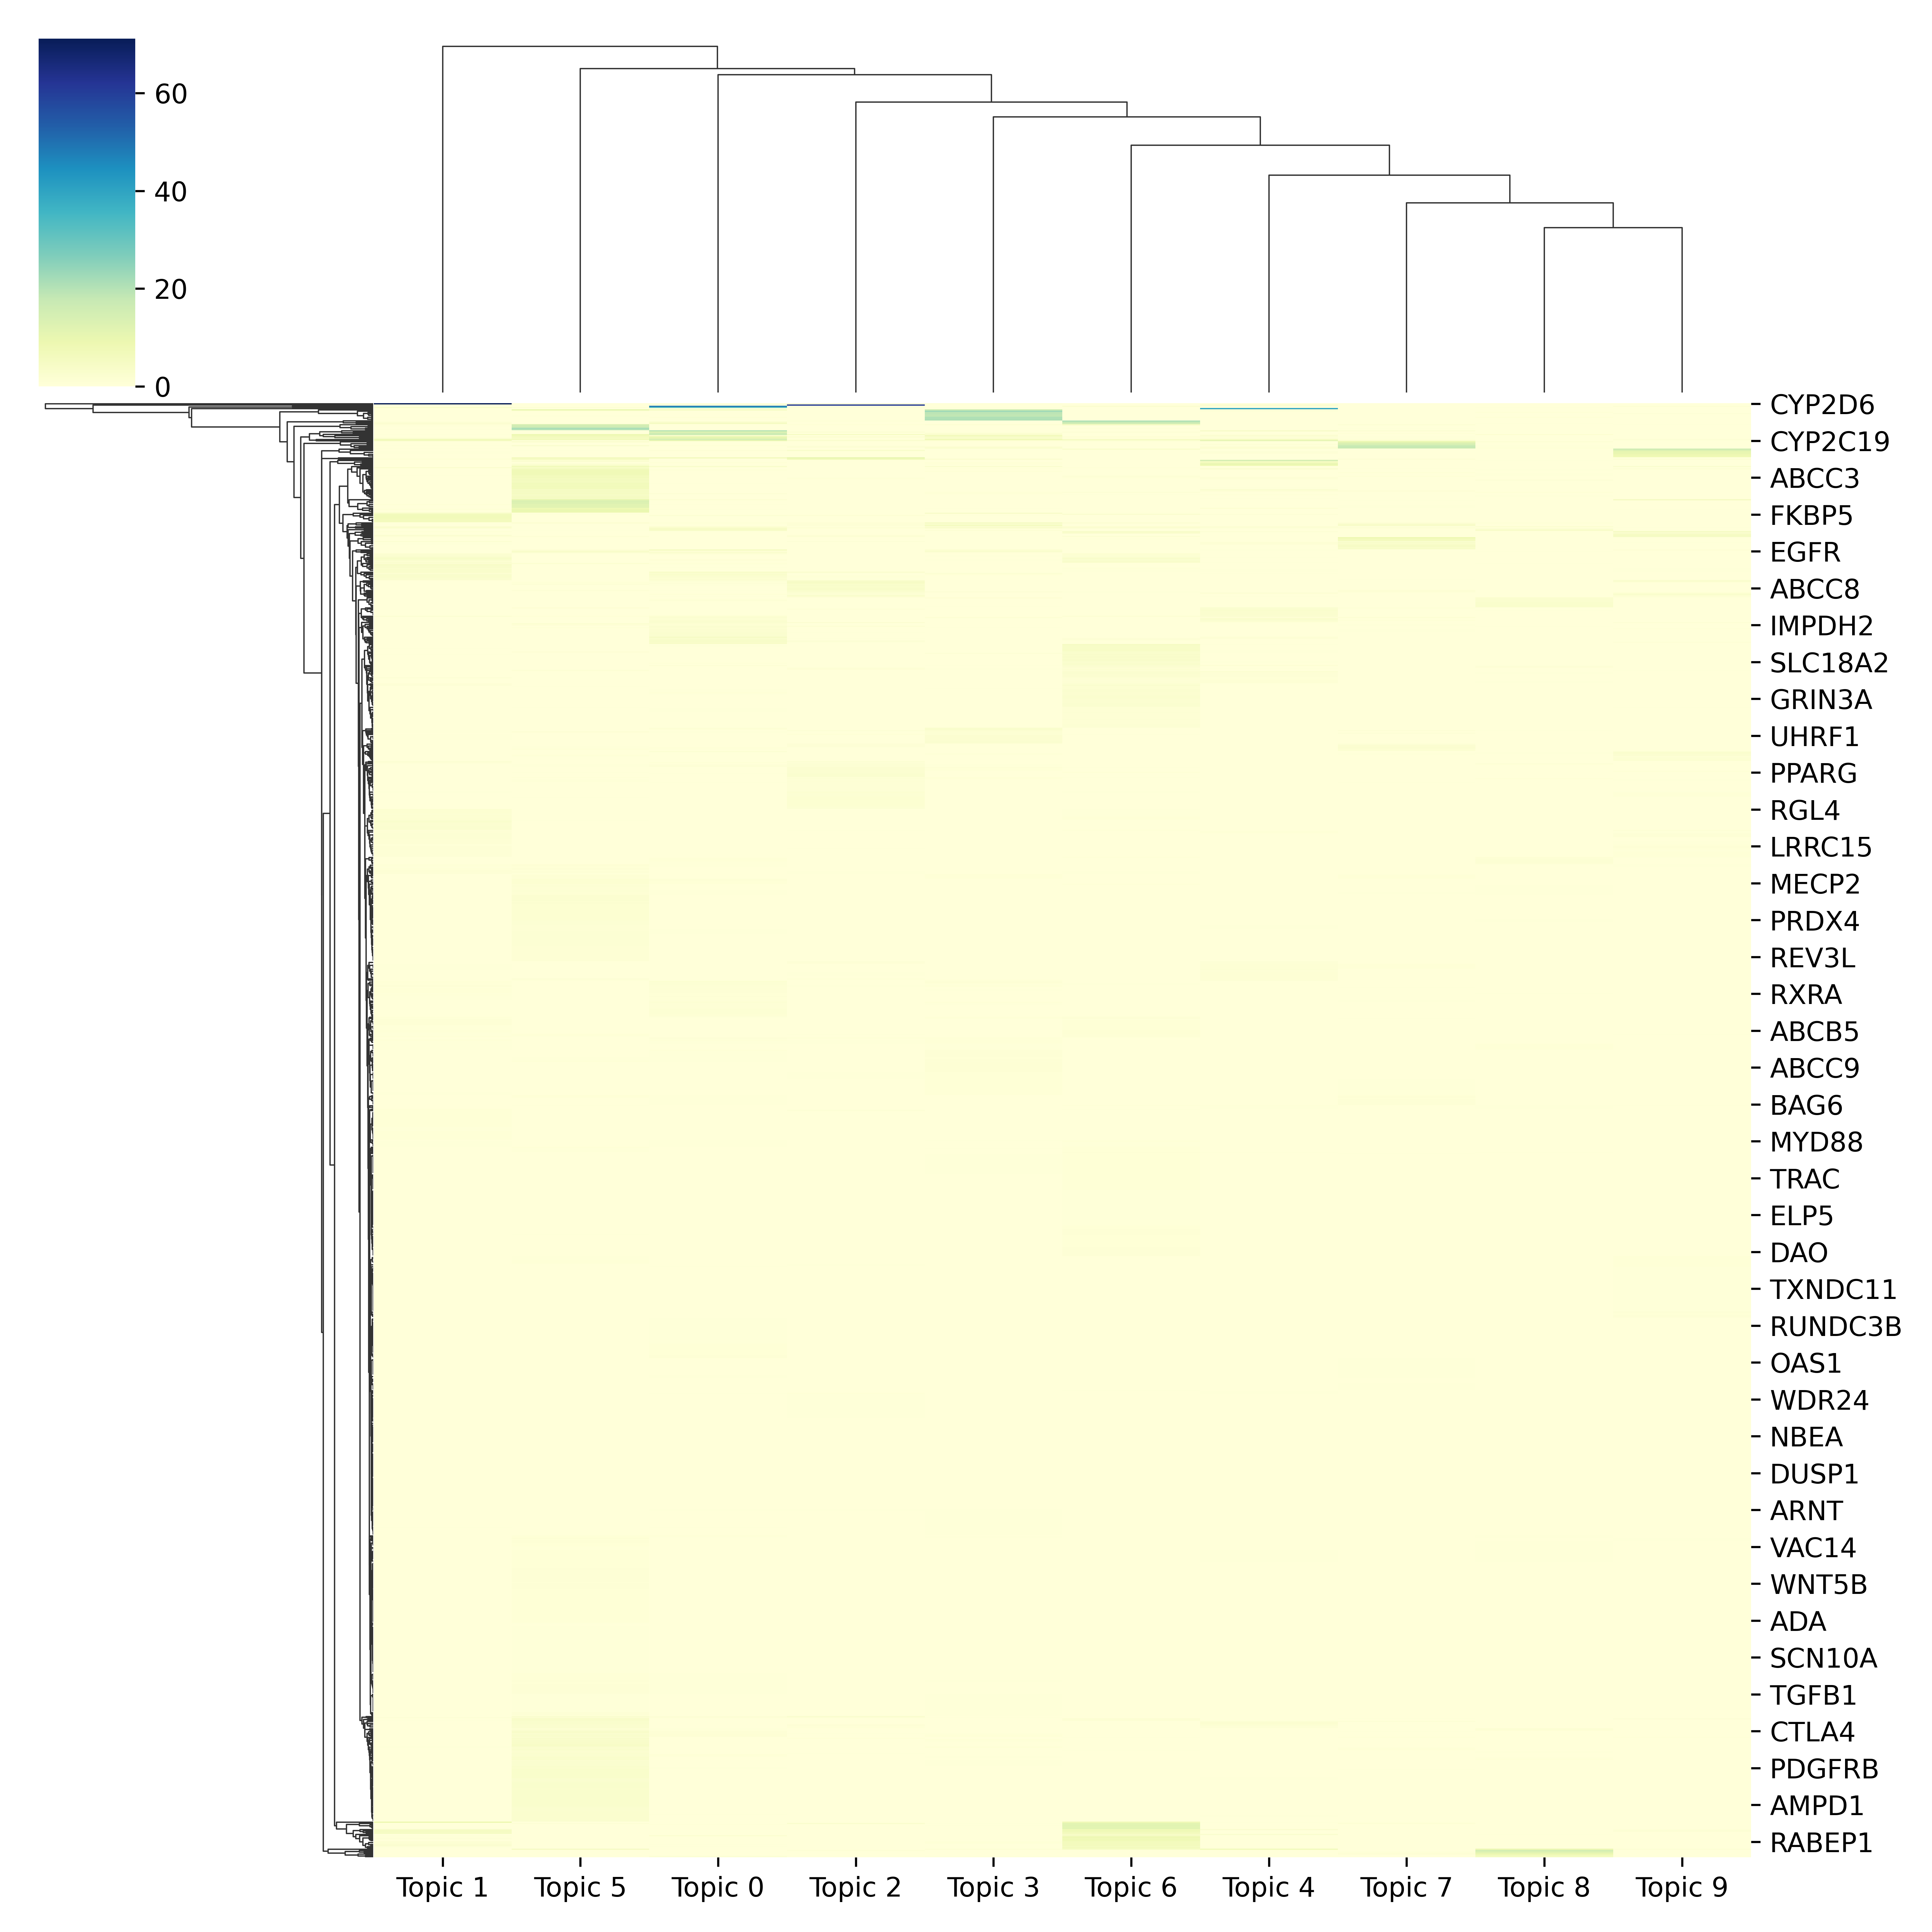 60
40
20
0
CYP2D6
CYP2C19
ABCC3
FKBP5
EGFR
ABCC8
IMPDH2
SLC18A2
GRIN3A
UHRF1
PPARG
RGL4
LRRC15
MECP2
PRDX4
REV3L
RXRA
ABCB5
ABCC9
BAG6
MYD88
TRAC
ELP5
DAO
TXNDC11
RUNDC3B
OAS1
WDR24
NBEA
DUSP1
ARNT
VAC14
WNT5B
ADA
SCN10A
TGFB1
CTLA4
PDGFRB
AMPD1
RABEP1
Topic 1 Topic 5 Topic 0 Topic 2 Topic 3 Topic 6 Topic 4 Topic 7 Topic 8 Topic 9